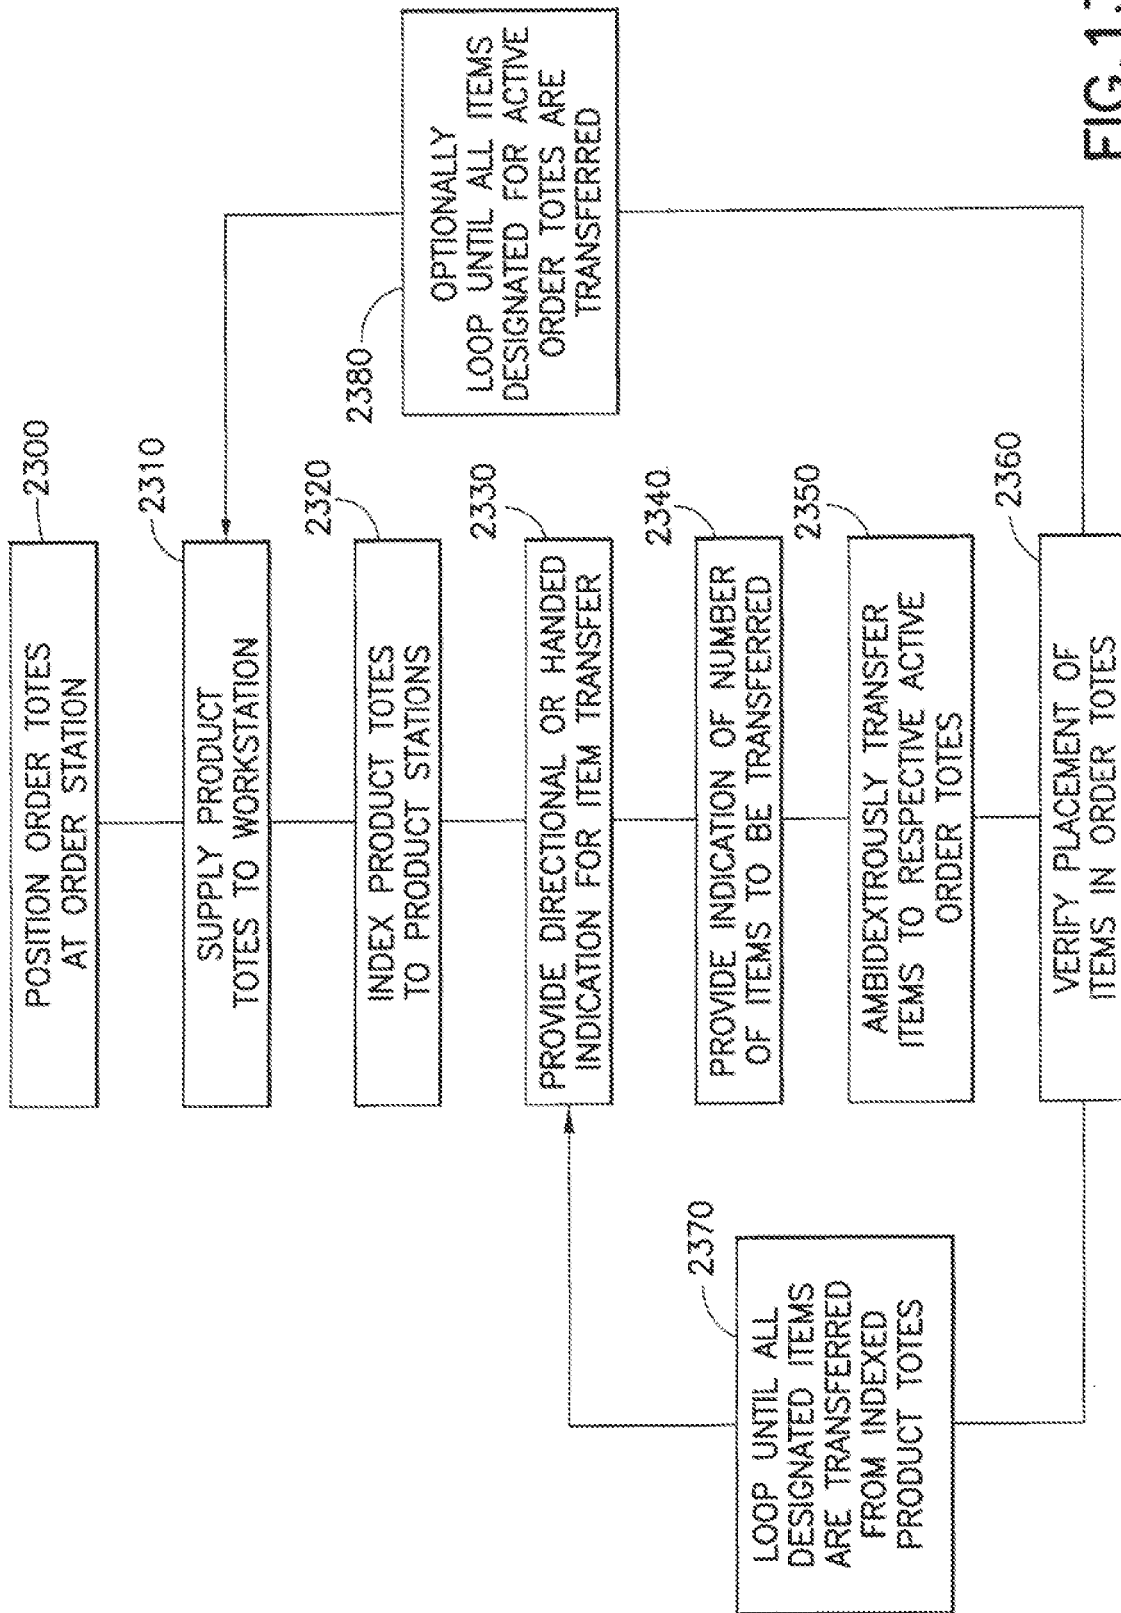 2300
POSITION ORDER TOTES
AT ORDER STATION
2310
SUPPLY PRODUCT
TOTES TO WORKSTATION
2320
INDEX PRODUCT TOTES
TO PRODUCT STATIONS
2330
PROVIDE DIRECTIONAL OR HANDED
INDICATION FOR ITEM TRANSFER
2340
PROVIDE INDICATION OF NUMBER
OF ITEMS TO BE TRANSFERRED
2350
AMBIDEXTROUSLY TRANSFER
ITEMS TO RESPECTIVE ACTIVE
ORDER TOTES
2360
VERIFY PLACEMENT OF
ITEMS IN ORDER TOTES
2370
LOOP UNTIL ALL
DESIGNATED ITEMS
ARE TRANSFERRED
FROM INDEXED
PRODUCT TOTES
2380
OPTIONALLY
LOOP UNTIL ALL ITEMS
DESIGNATED FOR ACTIVE
ORDER TOTES ARE
TRANSFERRED
FIG.